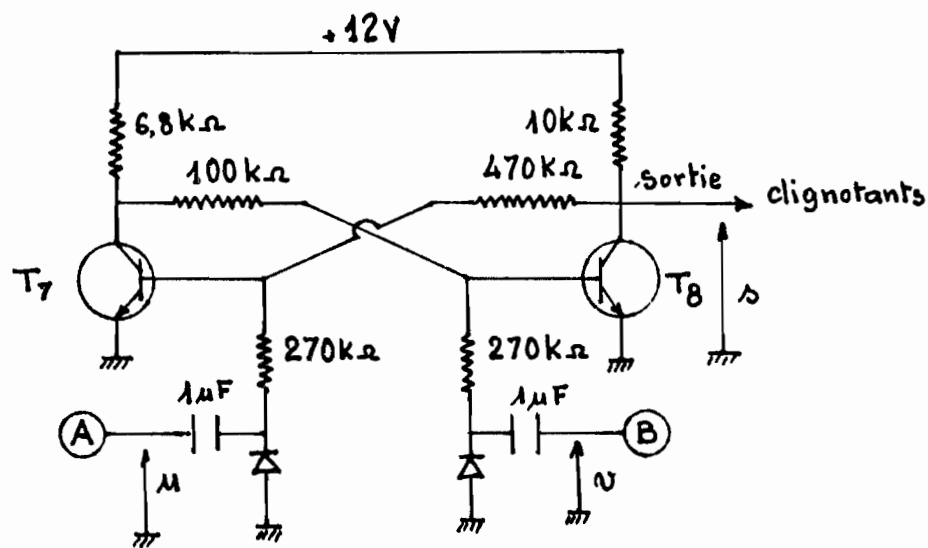 +12V
6,8kΩ
10kΩ
100kΩ
470kΩ
sortie
clignotants
T7
T8
s
270kΩ
270kΩ
1µF
1µF
A
B
u
v